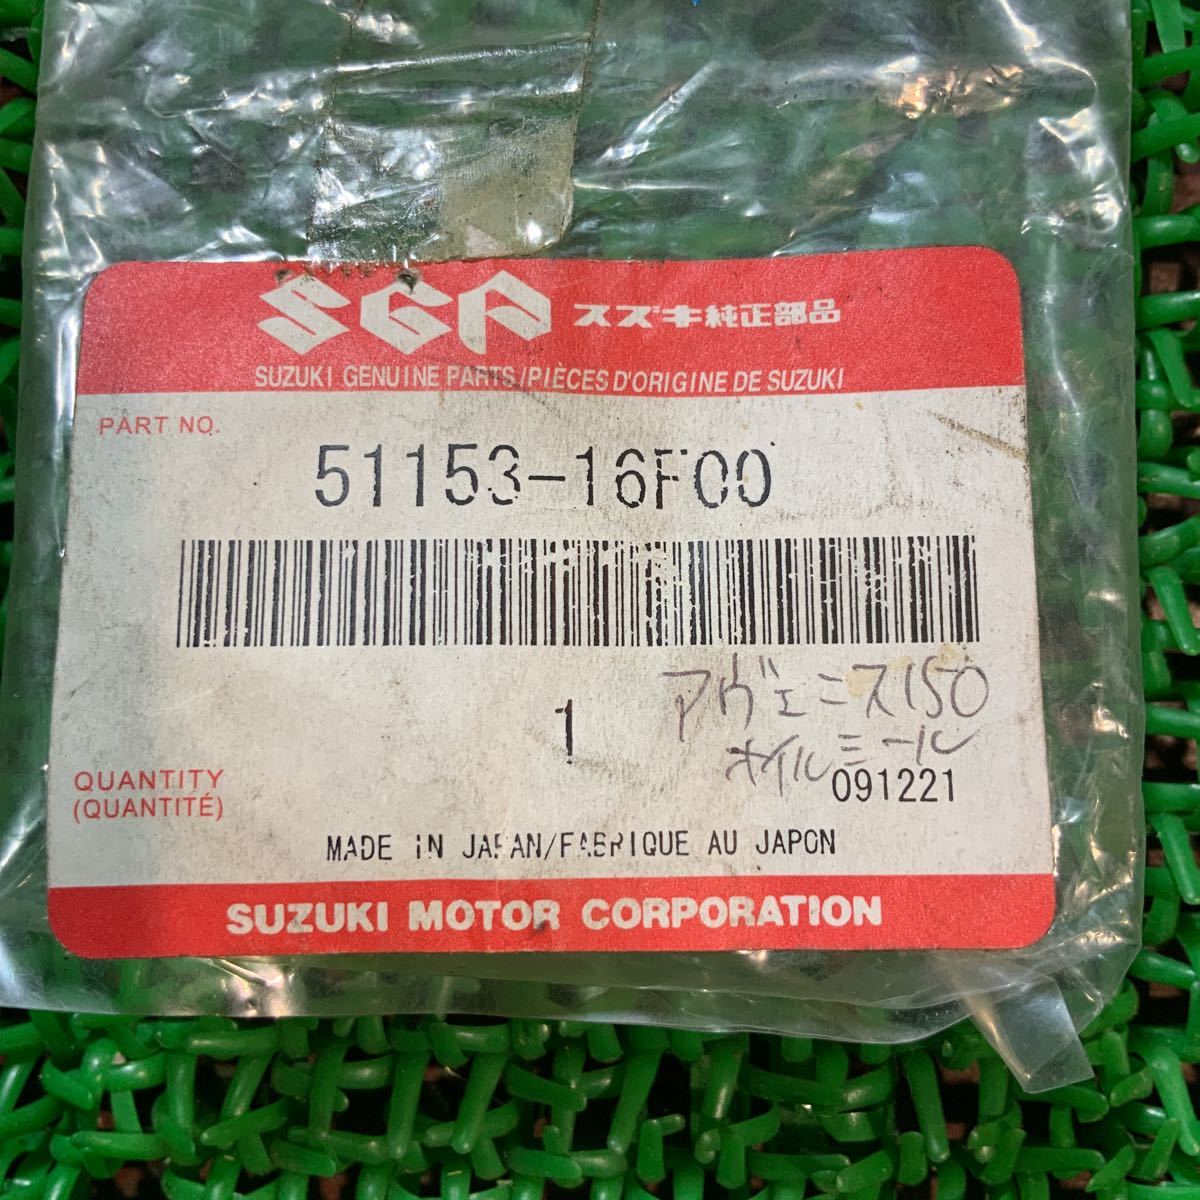 SGP スズキ純正部品
SUZUKI GENUINE PARTS/PIÈCES D'ORIGINE DE SUZUKI
PART NO.
51153-16F00
アヴェニス150
1
オイルシール
QUANTITY
(QUANTITÉ)
091221
MADE IN JAPAN/FABRIQUE AU JAPON
SUZUKI MOTOR CORPORATION